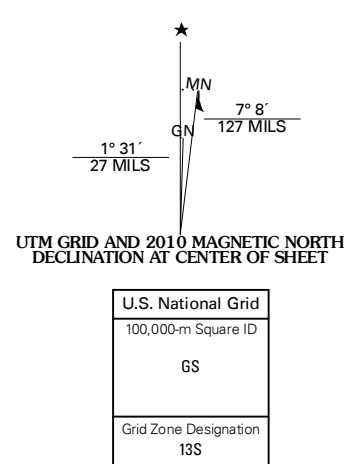 MN
7° 8´
GN
127 MILS
1° 31´
27 MILS
UTM GRID AND 2010 MAGNETIC NORTH
DECLINATION AT CENTER OF SHEET
U.S. National Grid
100,000-m Square ID
GS
Grid Zone Designation
13S